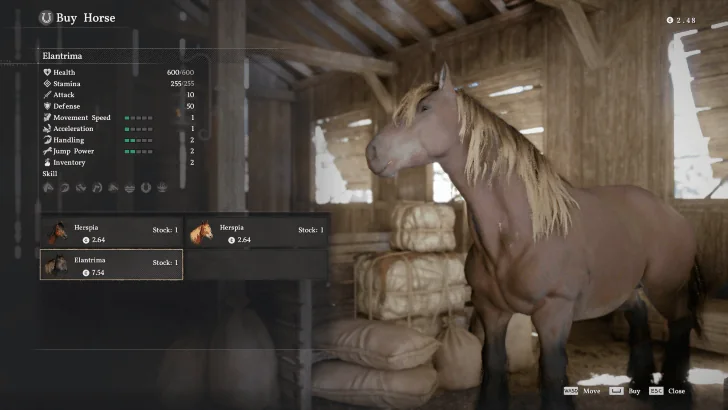 Buy Horse
2.48
Elantrima
Health 600/600
Stamina 255/255
Attack 10
Defense 50
Movement Speed 1
Acceleration 1
Handling 2
Jump Power 2
Inventory 2
Skill
Herspia Stock: 1
2.64
Herspia Stock: 1
2.64
Elantrima Stock: 1
7.54
WASD Move Buy ESC Close